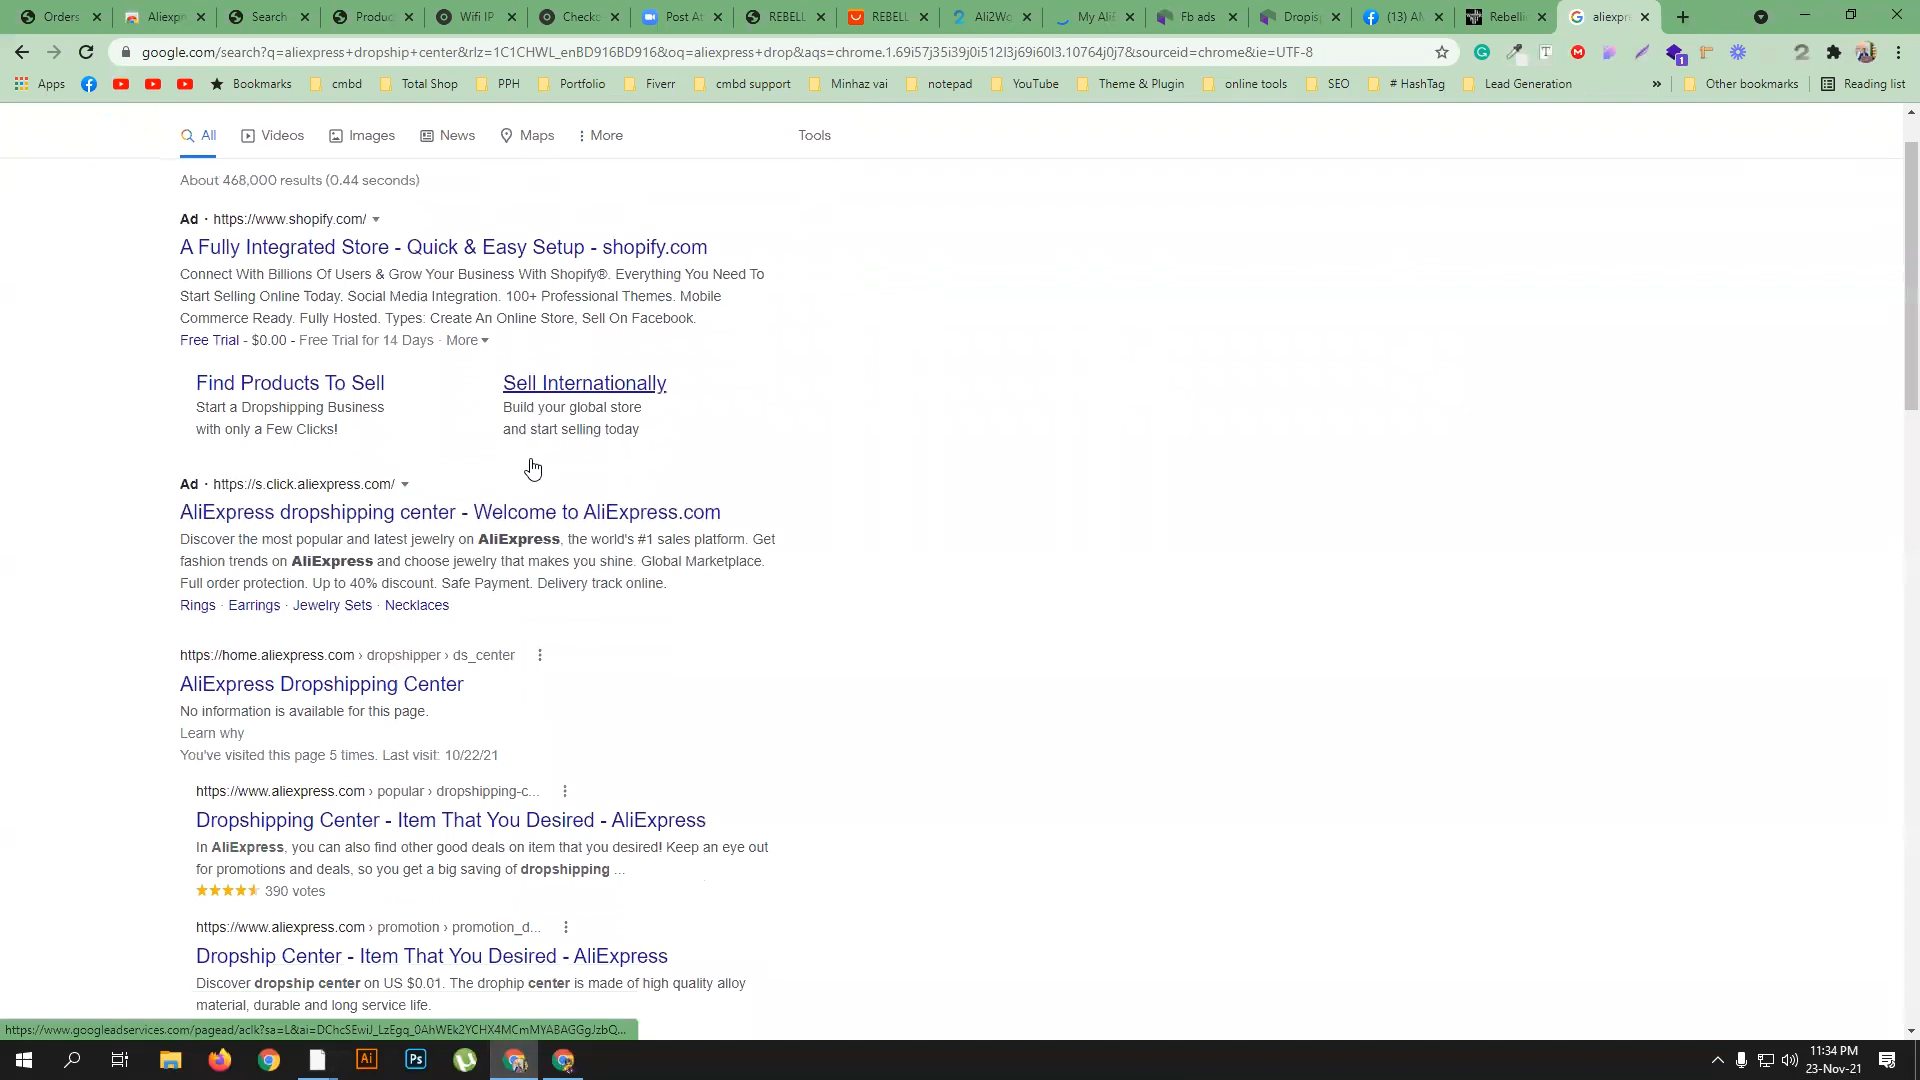 Orders
Aliexpr
Search
Produc
Wifi IP
Checko
Post At
REBELL
REBELL
Ali2Wo
My AliE
Fb ads
Dropis
(13) AM
Rebelli
aliexpr
google.com/search?q=aliexpress+dropship+center&rlz=1C1CHWL_enBD916BD916&oq=aliexpress+drop&aqs=chrome.1.69i57j35i39j0i512l3j69i60l3.10764j0j7&sourceid=chrome&ie=UTF-8
Apps
Bookmarks
cmbd
Total Shop
PPH
Portfolio
Fiverr
cmbd support
Minhaz vai
notepad
YouTube
Theme & Plugin
online tools
SEO
# HashTag
Lead Generation
»
Other bookmarks
Reading list
All
Videos
Images
News
Maps
More
Tools
About 468,000 results (0.44 seconds)
Ad · https://www.shopify.com/
A Fully Integrated Store - Quick & Easy Setup - shopify.com
Connect With Billions Of Users & Grow Your Business With Shopify®. Everything You Need To
Start Selling Online Today. Social Media Integration. 100+ Professional Themes. Mobile
Commerce Ready. Fully Hosted. Types: Create An Online Store, Sell On Facebook.
Free Trial - $0.00 - Free Trial for 14 Days · More
Find Products To Sell
Start a Dropshipping Business
with only a Few Clicks!
Sell Internationally
Build your global store
and start selling today
Ad · https://s.click.aliexpress.com/
AliExpress dropshipping center - Welcome to AliExpress.com
Discover the most popular and latest jewelry on AliExpress, the world's #1 sales platform. Get
fashion trends on AliExpress and choose jewelry that makes you shine. Global Marketplace.
Full order protection. Up to 40% discount. Safe Payment. Delivery track online.
Rings · Earrings · Jewelry Sets · Necklaces
https://home.aliexpress.com › dropshipper › ds_center
AliExpress Dropshipping Center
No information is available for this page.
Learn why
You've visited this page 5 times. Last visit: 10/22/21
https://www.aliexpress.com › popular › dropshipping-c...
Dropshipping Center - Item That You Desired - AliExpress
In AliExpress, you can also find other good deals on item that you desired! Keep an eye out
for promotions and deals, so you get a big saving of dropshipping ...
390 votes
https://www.aliexpress.com › promotion › promotion_d...
Dropship Center - Item That You Desired - AliExpress
Discover dropship center on US $0.01. The drophip center is made of high quality alloy
material, durable and long service life.
Ai
Ps
11:34 PM
23-Nov-21